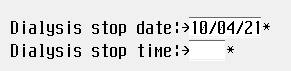 Dialysis stop date:→10/04/21*
Dialysis stop time:→ *